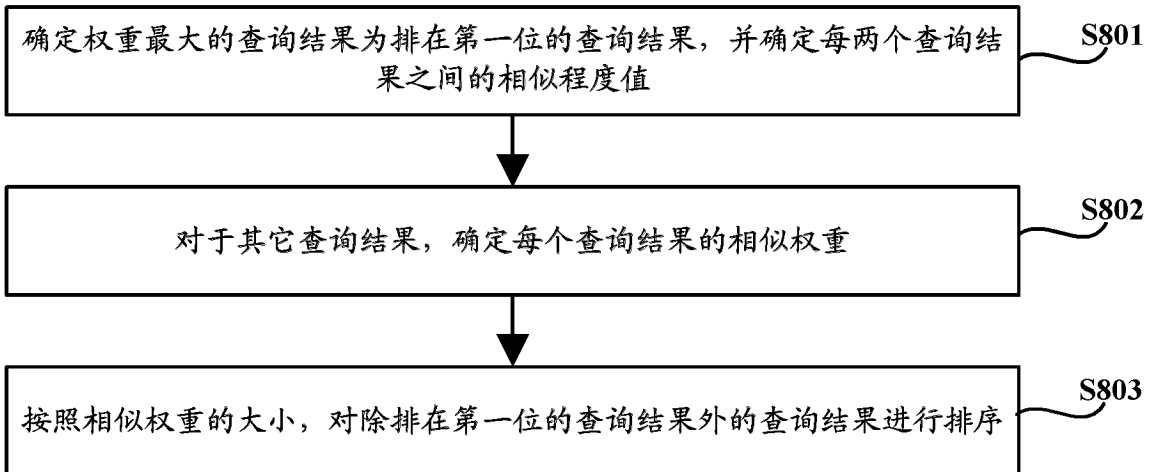 确定权重最大的查询结果为排在第一位的查询结果，并确定每两个查询结
果之间的相似程度值
S801
对于其它查询结果，确定每个查询结果的相似权重
S802
按照相似权重的大小，对除排在第一位的查询结果外的查询结果进行排序
S803